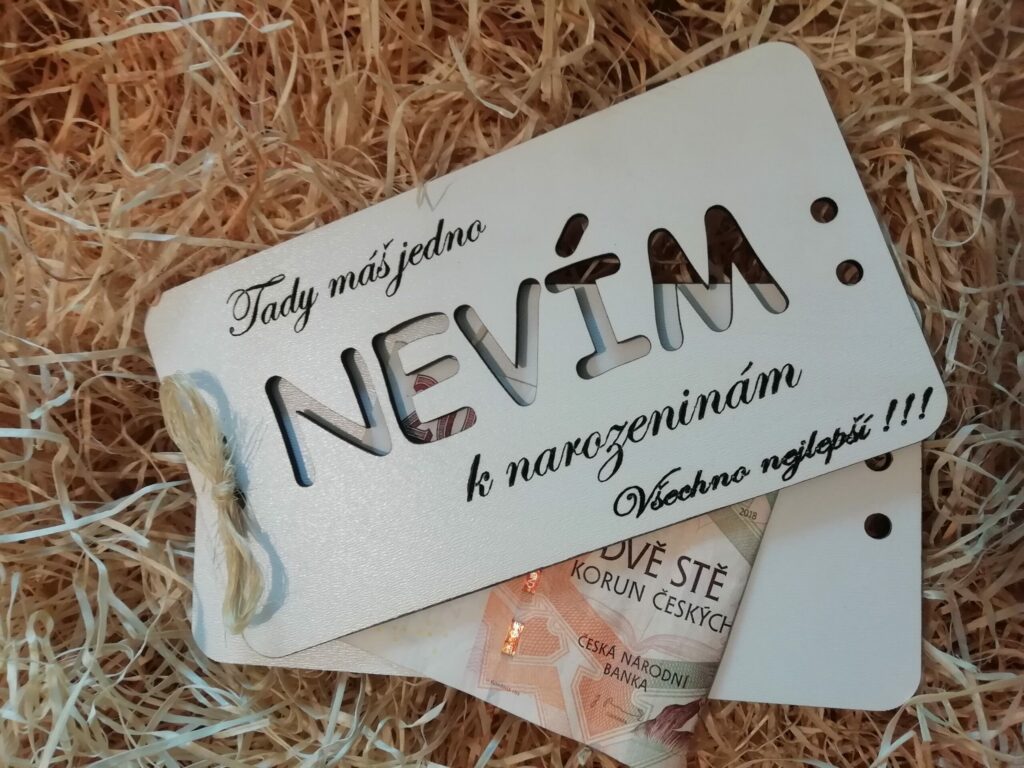 Tady máš jedno
NEVÍM
k narozeninám
Všechno nejlepší !!!
2018
DVĚ STĚ
KORUN ČESKÝCH
ČESKÁ NÁRODNÍ
BANKA